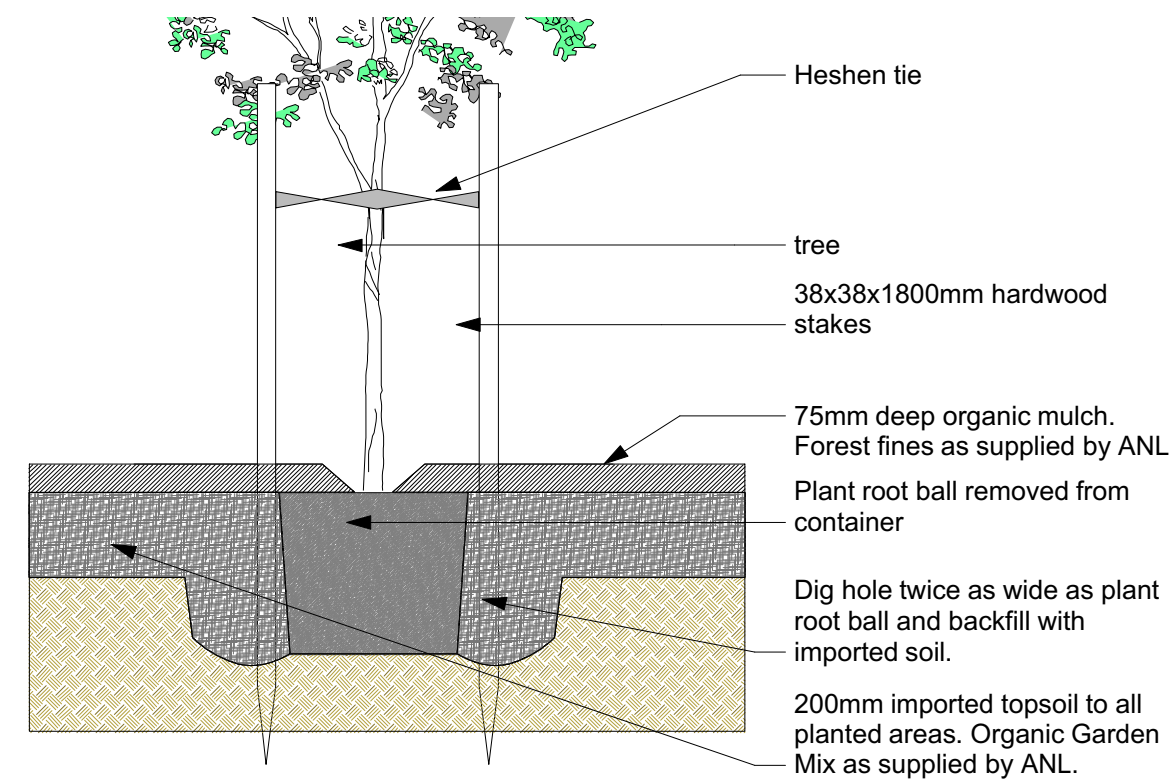 Heshen tie
tree
38x38x1800mm hardwood
stakes
75mm deep organic mulch.
Forest fines as supplied by ANL
Plant root ball removed from
container
Dig hole twice as wide as plant
root ball and backfill with
imported soil.
200mm imported topsoil to all
planted areas. Organic Garden
Mix as supplied by ANL.